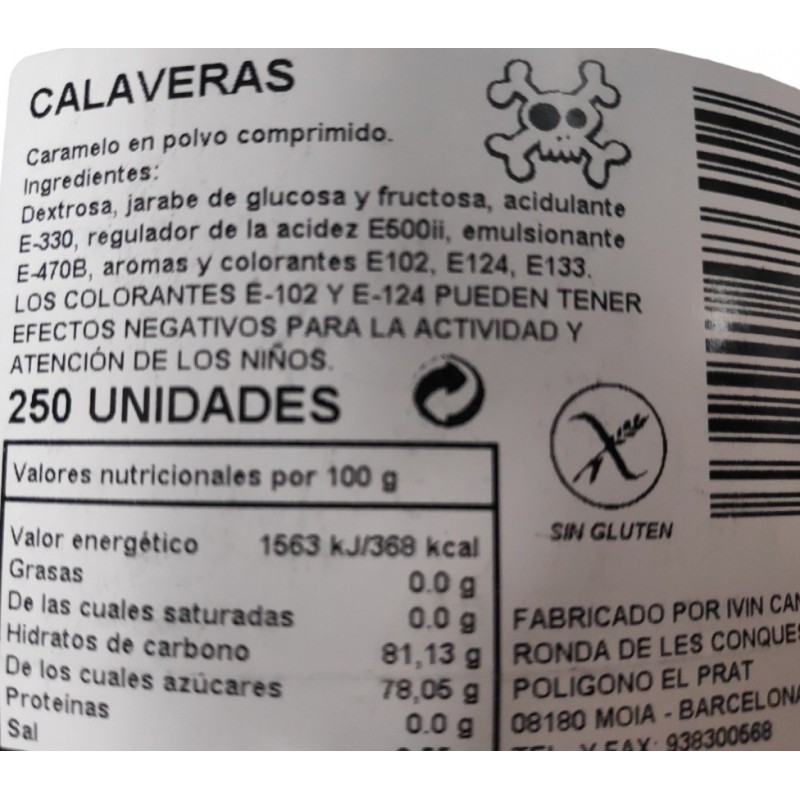 CALAVERAS
Caramelo en polvo comprimido.
Ingredientes:
Dextrosa, jarabe de glucosa y fructosa, acidulante
E-330, regulador de la acidez E500ii, emulsionante
E-470B, aromas y colorantes E102, E124, E133.
LOS COLORANTES E-102 Y E-124 PUEDEN TENER
EFECTOS NEGATIVOS PARA LA ACTIVIDAD Y
ATENCIÓN DE LOS NIÑOS.
250 UNIDADES
SIN GLUTEN
Valores nutricionales por 100 g
Valor energético 1563 kJ/368 kcal
Grasas 0.0 g
De las cuales saturadas 0.0 g
Hidratos de carbono 81,13 g
De los cuales azúcares 78,05 g
Proteinas 0.0 g
Sal
FABRICADO POR IVIN
RONDA DE LES
POLIGONO EL PRAT
08180 MOIA - BARCELONA
Y FAX: 938300568